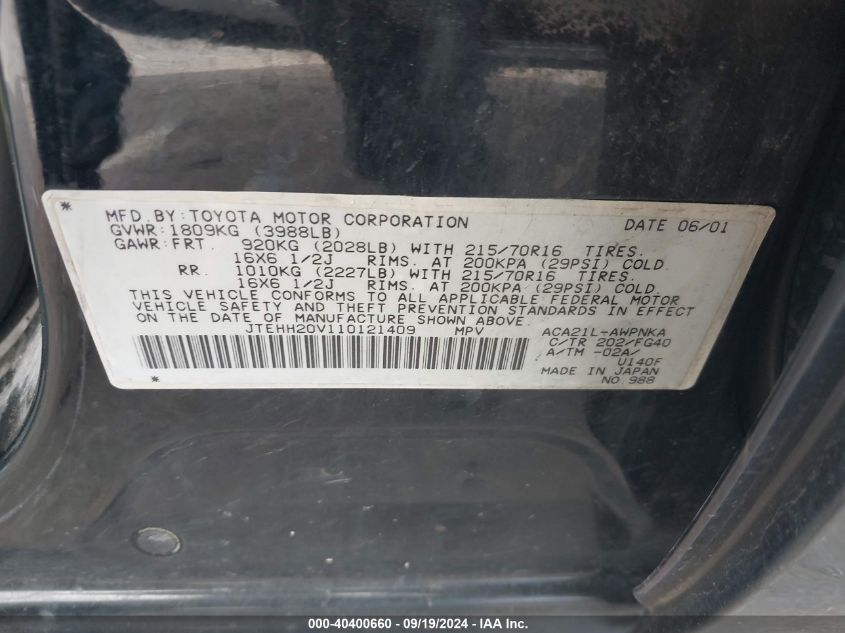 MFD.BY:TOYOTA MOTOR CORPORATION DATE 06/01
GVWR:1809KG (3988LB)
GAWR:FRT. 920KG (2028LB) WITH 215/70R16 TIRES.
16X6 1/2J RIMS. AT 200KPA (29PSI) COLD.
RR. 1010KG (2227LB) WITH 215/70R16 TIRES.
16X6 1/2J RIMS. AT 200KPA (29PSI) COLD.
THIS VEHICLE CONFORMS TO ALL APPLICABLE FEDERAL MOTOR
VEHICLE SAFETY AND THEFT PREVENTION STANDARDS IN EFFECT
ON THE DATE OF MANUFACTURE SHOWN ABOVE.
JTEHH20V110121409 MPV ACA21L-AWPNKA
C/TR 202/FG40
A/TM -02A/
U140F
MADE IN JAPAN
NO 988
000-40400660 - 09/19/2024 - IAA Inc.